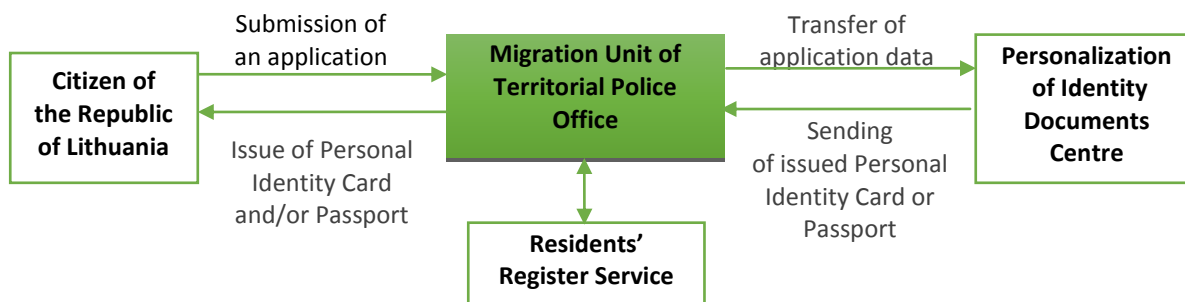 Submission of
an application
Citizen of
the Republic
of Lithuania
Issue of Personal
Identity Card
and/or Passport
Migration Unit of
Territorial Police
Office
Transfer of
application data
Sending
of issued Personal
Identity Card or
Passport
Personalization
of Identity
Documents
Centre
Residents’
Register Service